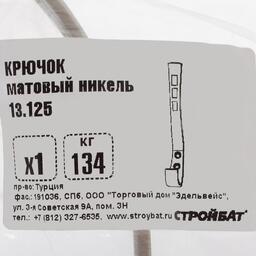 КРЮЧОК
матовый никель
13.125
x1
кг
134
пр-во: Турция
фас.: 191036, СПб, ООО "Торговый дом "Эдельвейс",
ул. 3-я Советская 9А, пом. 3Н
тел.: +7 (812) 327-6535, www.stroybat.ru СТРОЙБАТ